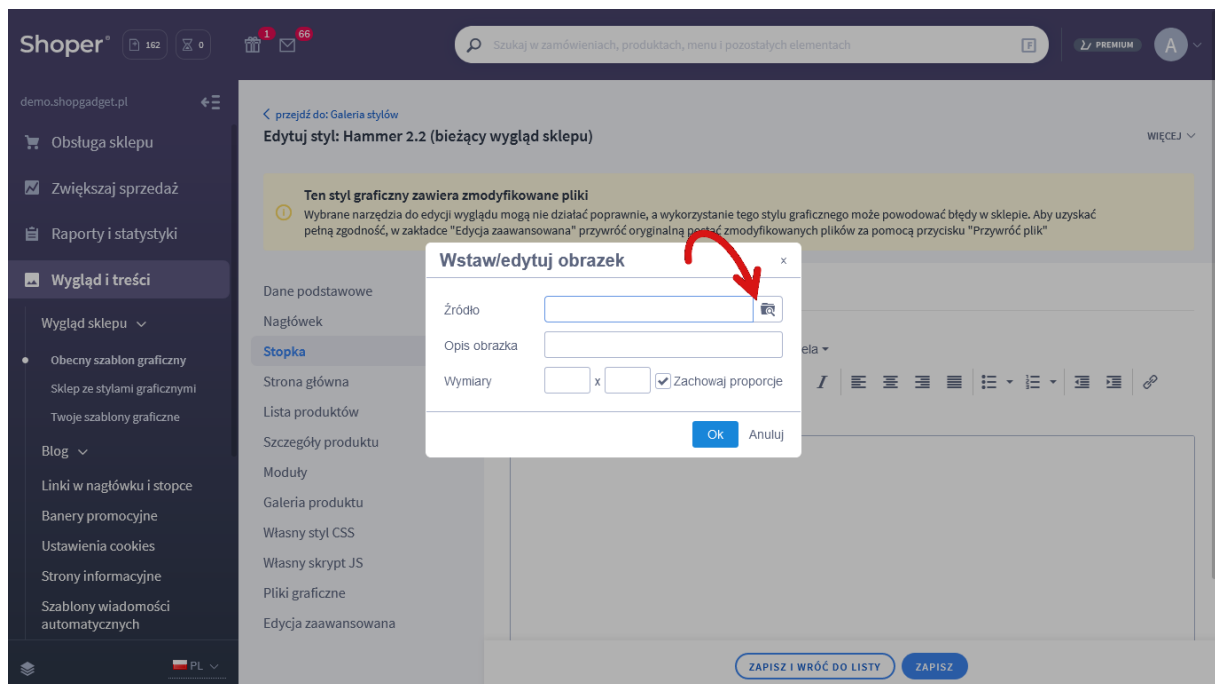 Shoper
162
0
1
66
Szukaj w zamówieniach, produktach, menu i pozostałych elementach
F
PREMIUM
A
demo.shopgadget.pl
Obsługa sklepu
Zwiększaj sprzedaż
Raporty i statystyki
Wygląd i treści
Wygląd sklepu
Obecny szablon graficzny
Sklep ze stylami graficznymi
Twoje szablony graficzne
Blog
Linki w nagłówku i stopce
Banery promocyjne
Ustawienia cookies
Strony informacyjne
Szablony wiadomości
automatycznych
PL
przejdź do: Galeria stylów
Edytuj styl: Hammer 2.2 (bieżący wygląd sklepu)
WIĘCEJ
Ten styl graficzny zawiera zmodyfikowane pliki
Wybrane narzędzia do edycji wyglądu mogą nie działać poprawnie, a wykorzystanie tego stylu graficznego może powodować błędy w sklepie. Aby uzyskać
pełną zgodność, w zakładce "Edycja zaawansowana" przywróć oryginalną postać zmodyfikowanych plików za pomocą przycisku "Przywróć plik"
Dane podstawowe
Nagłówek
Stopka
Strona główna
Lista produktów
Szczegóły produktu
Moduły
Galeria produktu
Własny styl CSS
Własny skrypt JS
Pliki graficzne
Edycja zaawansowana
Wstaw/edytuj obrazek
x
Źródło
Opis obrazka
Wymiary
x
Zachowaj proporcje
Ok
Anuluj
ela
I
ZAPISZ I WRÓĆ DO LISTY
ZAPISZ